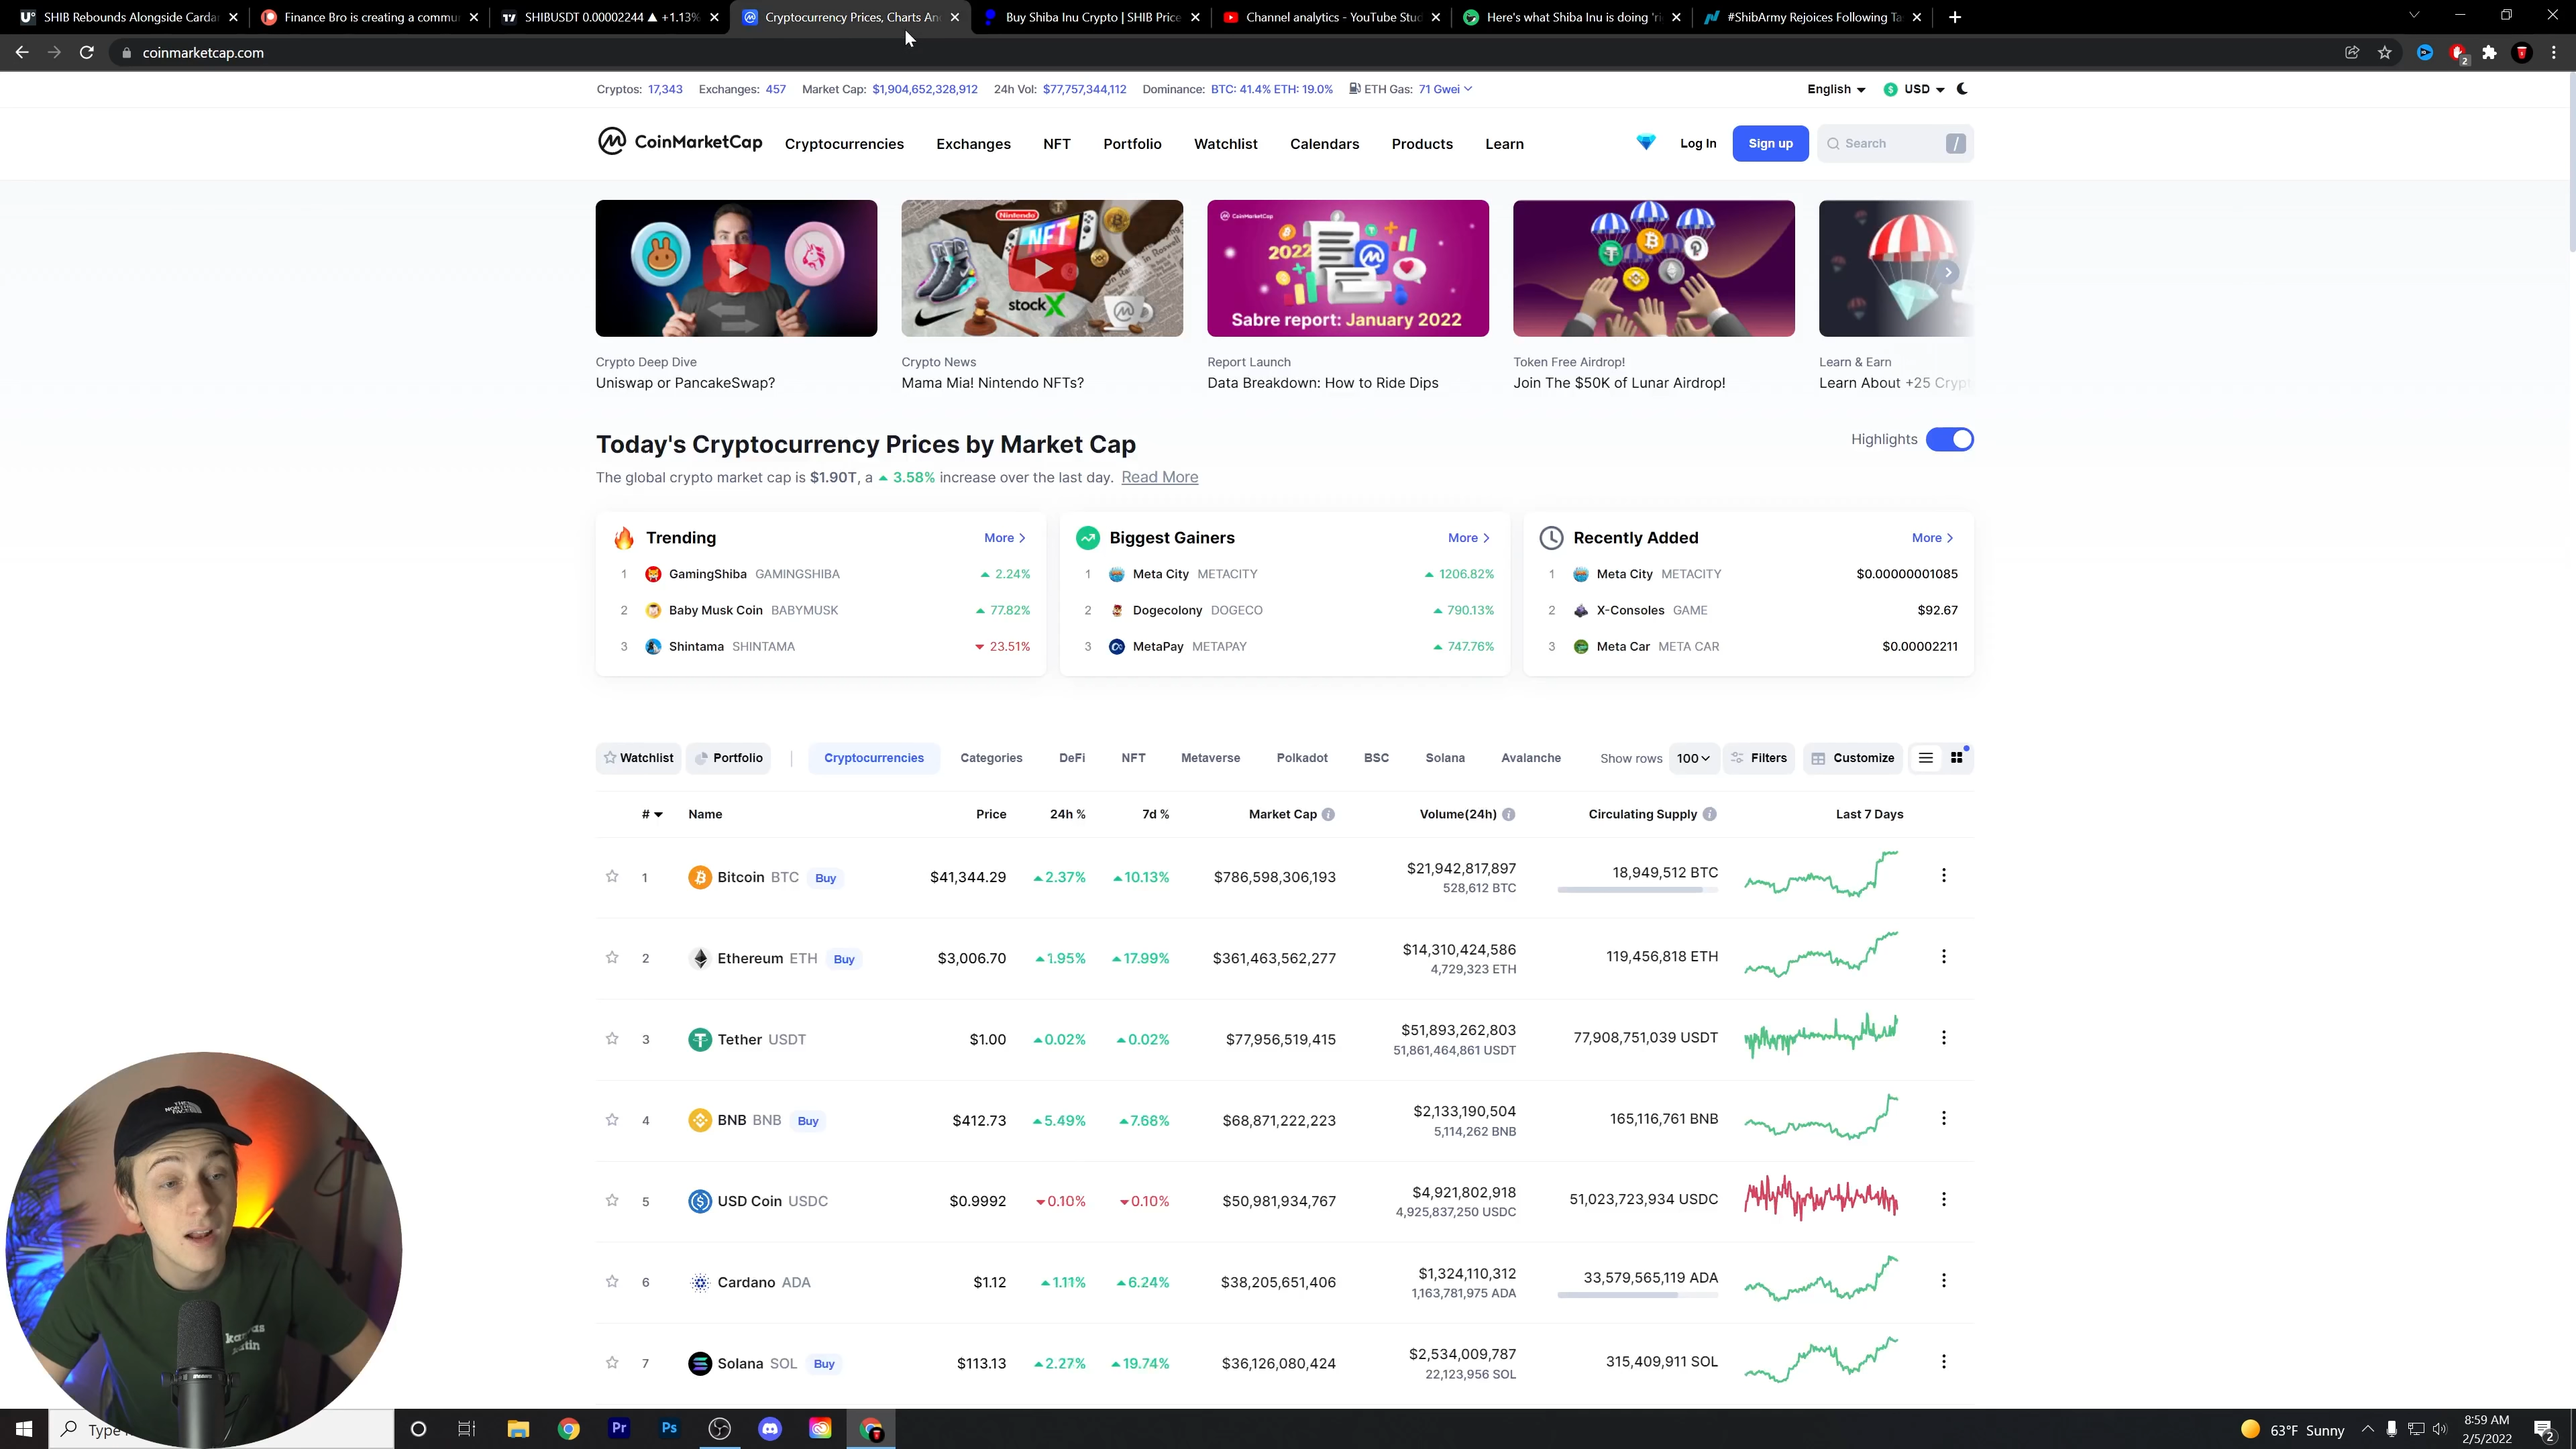 SHIB Rebounds Alongside Cardar
Finance Bro is creating a commun
SHIBUSDT 0.00002244 ▲ +1.13%
Cryptocurrency Prices, Charts An
Buy Shiba Inu Crypto | SHIB Price
Channel analytics - YouTube Stud
Here's what Shiba Inu is doing 'ri
#ShibArmy Rejoices Following Ta
coinmarketcap.com
Cryptos: 17,343 Exchanges: 457 Market Cap: $1,904,652,328,912 24h Vol: $77,757,344,112 Dominance: BTC: 41.4% ETH: 19.0% ETH Gas: 71 Gwei
English USD
CoinMarketCap Cryptocurrencies Exchanges NFT Portfolio Watchlist Calendars Products Learn Log In Sign up Search /
Nintendo
NFT
stockX
CoinMarketCap
2022
Sabre report: January 2022
Crypto Deep Dive
Uniswap or PancakeSwap?
Crypto News
Mama Mia! Nintendo NFTs?
Report Launch
Data Breakdown: How to Ride Dips
Token Free Airdrop!
Join The $50K of Lunar Airdrop!
Learn & Earn
Learn About +25 Crypt
Today's Cryptocurrency Prices by Market Cap
Highlights
The global crypto market cap is $1.90T, a ▲ 3.58% increase over the last day. Read More
Trending More >
1 GamingShiba GAMINGSHIBA ▲ 2.24%
2 Baby Musk Coin BABYMUSK ▲ 77.82%
3 Shintama SHINTAMA ▼ 23.51%
Biggest Gainers More >
1 Meta City METACITY ▲ 1206.82%
2 Dogecolony DOGECO ▲ 790.13%
3 MetaPay METAPAY ▲ 747.76%
Recently Added More >
1 Meta City METACITY $0.00000001085
2 X-Consoles GAME $92.67
3 Meta Car META CAR $0.00002211
Watchlist Portfolio Cryptocurrencies Categories DeFi NFT Metaverse Polkadot BSC Solana Avalanche Show rows 100 Filters Customize
# Name Price 24h % 7d % Market Cap Volume(24h) Circulating Supply Last 7 Days
1 Bitcoin BTC Buy $41,344.29 ▲2.37% ▲10.13% $786,598,306,193 $21,942,817,897 18,949,512 BTC
528,612 BTC
2 Ethereum ETH Buy $3,006.70 ▲1.95% ▲17.99% $361,463,562,277 $14,310,424,586 119,456,818 ETH
4,729,323 ETH
3 Tether USDT $1.00 ▲0.02% ▲0.02% $77,956,519,415 $51,893,262,803 77,908,751,039 USDT
51,861,464,861 USDT
4 BNB BNB Buy $412.73 ▲5.49% ▲7.68% $68,871,222,223 $2,133,190,504 165,116,761 BNB
5,114,262 BNB
5 USD Coin USDC $0.9992 ▼0.10% ▼0.10% $50,981,934,767 $4,921,802,918 51,023,723,934 USDC
4,925,837,250 USDC
6 Cardano ADA $1.12 ▲1.11% ▲6.24% $38,205,651,406 $1,324,110,312 33,579,565,119 ADA
1,163,781,975 ADA
7 Solana SOL Buy $113.13 ▲2.27% ▲19.74% $36,126,080,424 $2,534,009,787 315,409,911 SOL
22,123,956 SOL
THE NORTH FACE
Type
Pr
Ps
63°F Sunny
8:59 AM
2/5/2022
2